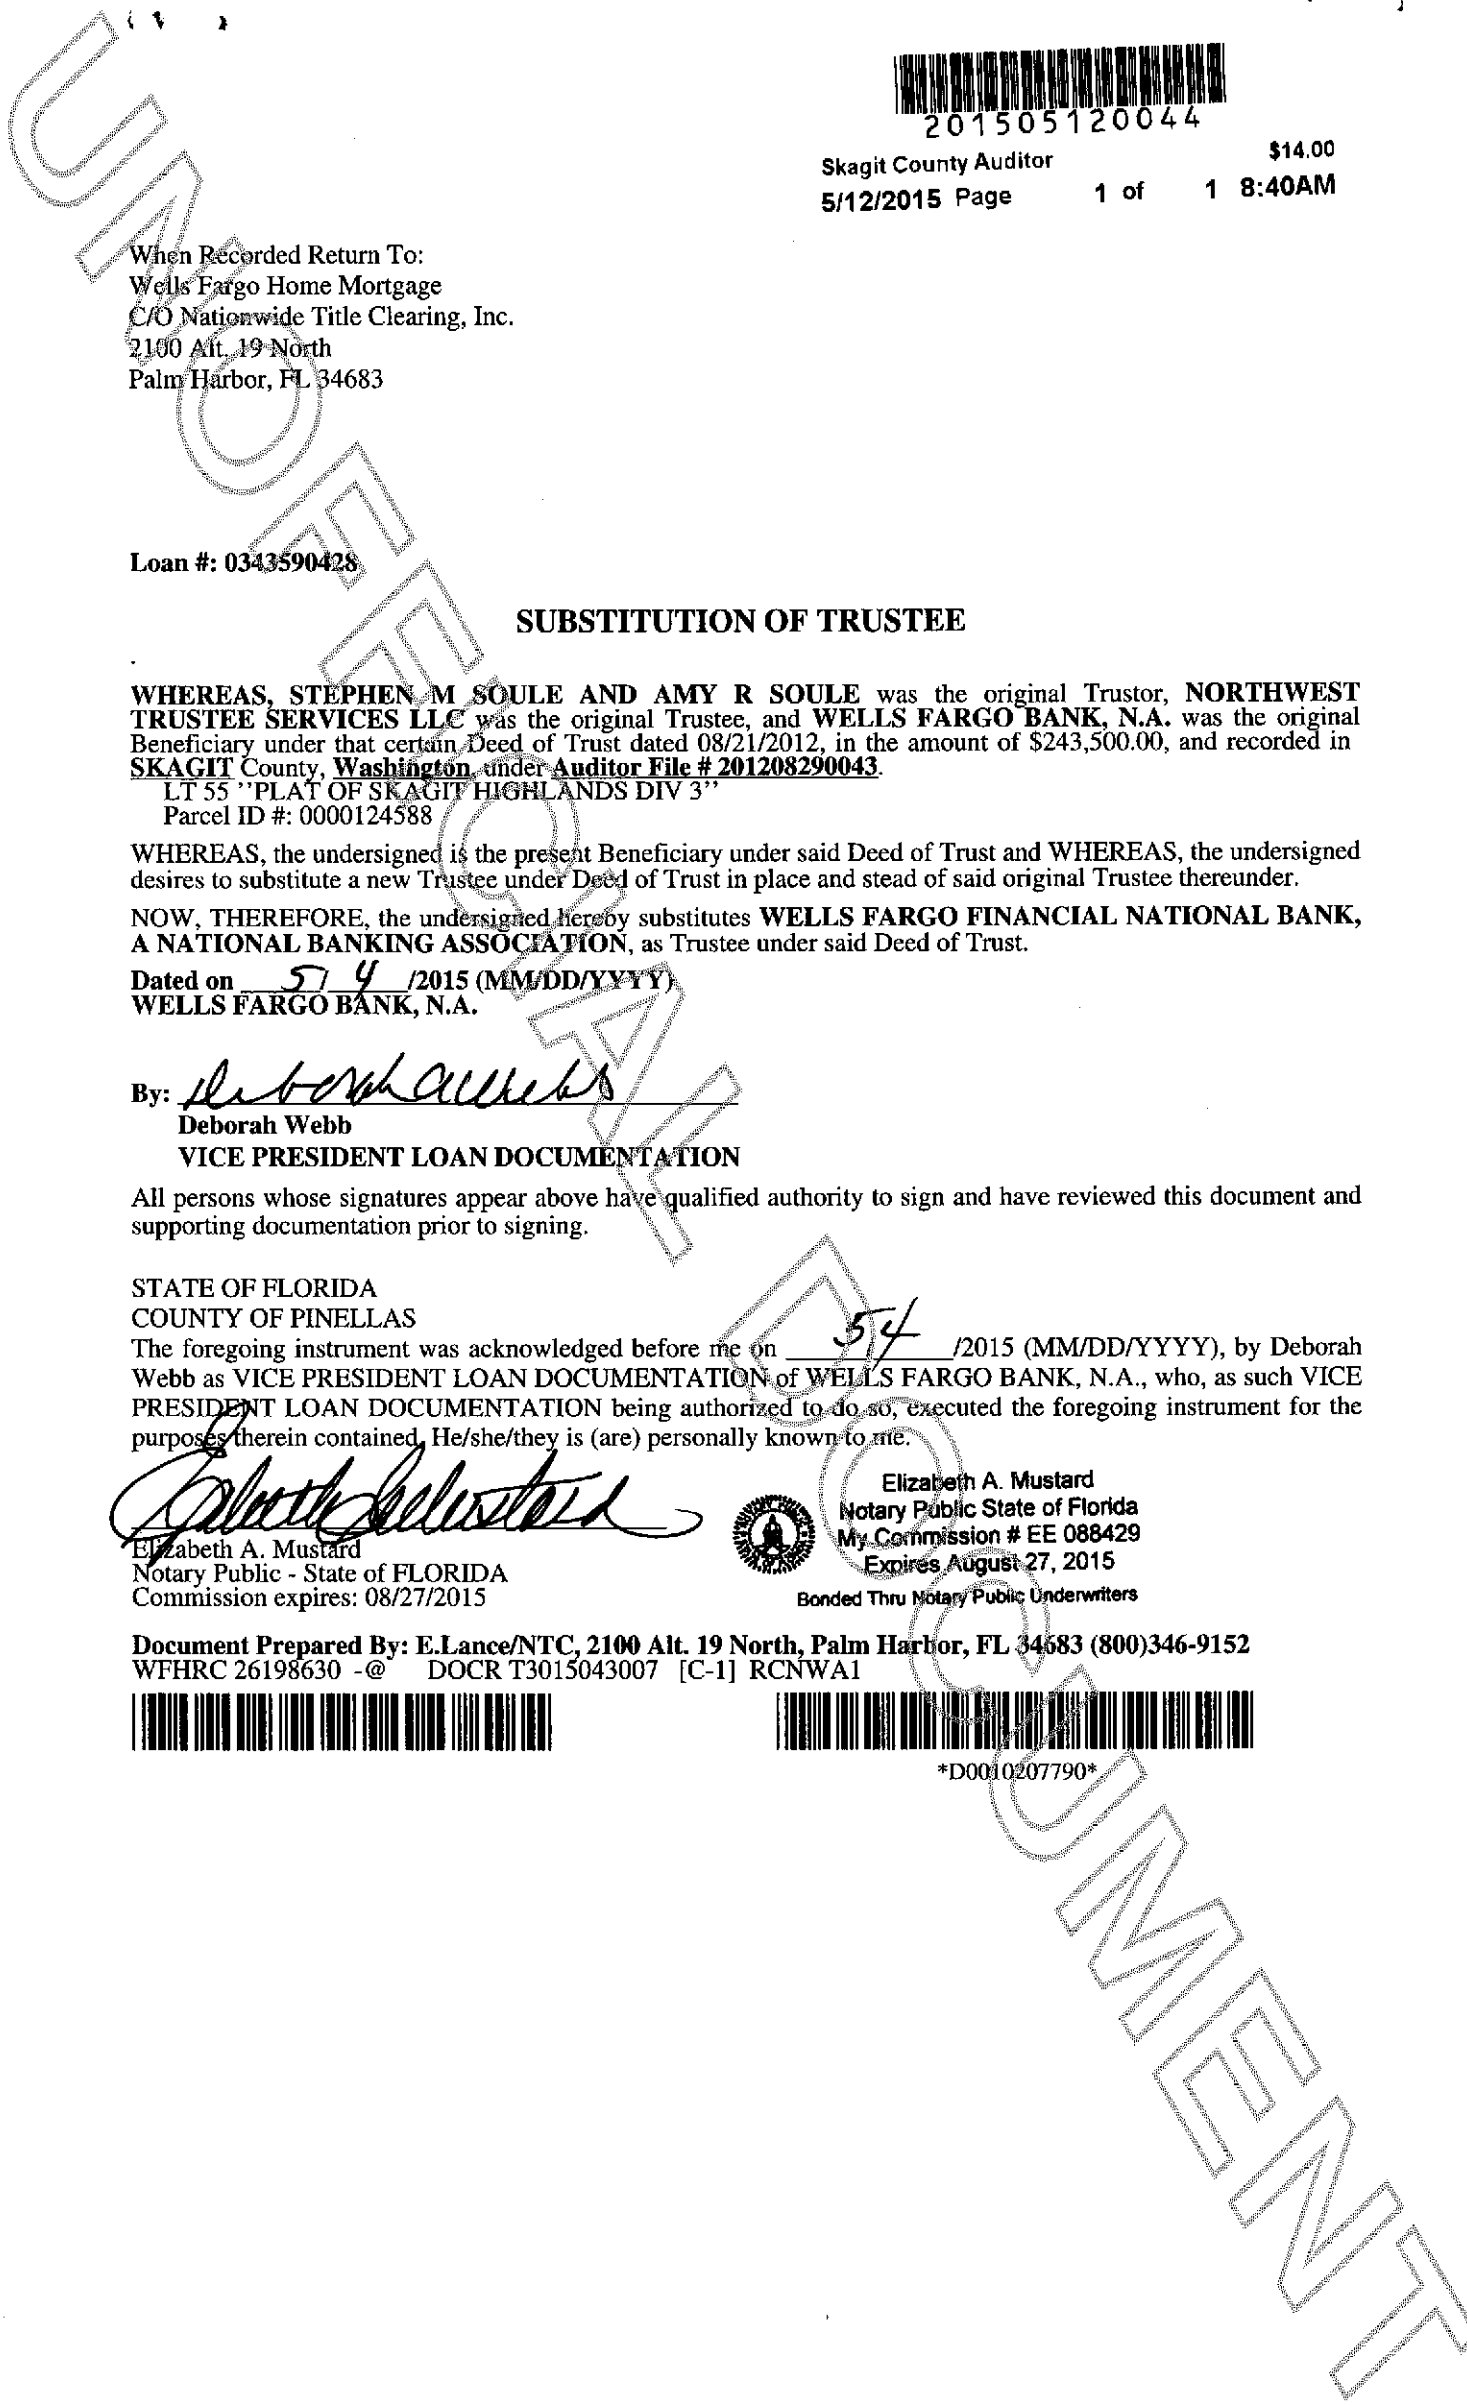 201505120044
Skagit County Auditor $14.00
5/12/2015 Page 1 of 1 8:40AM
When Recorded Return To:
Wells Fargo Home Mortgage
C/O Nationwide Title Clearing, Inc.
2100 Alt. 19 North
Palm Harbor, FL 34683
Loan #: 0343590428
SUBSTITUTION OF TRUSTEE
WHEREAS, STEPHEN M SOULE AND AMY R SOULE was the original Trustor, NORTHWEST
TRUSTEE SERVICES LLC was the original Trustee, and WELLS FARGO BANK, N.A. was the original
Beneficiary under that certain Deed of Trust dated 08/21/2012, in the amount of $243,500.00, and recorded in
SKAGIT County, Washington, under Auditor File # 201208290043.
LT 55 "PLAT OF SKAGIT HIGHLANDS DIV 3"
Parcel ID #: 0000124588
WHEREAS, the undersigned is the present Beneficiary under said Deed of Trust and WHEREAS, the undersigned
desires to substitute a new Trustee under Deed of Trust in place and stead of said original Trustee thereunder.
NOW, THEREFORE, the undersigned hereby substitutes WELLS FARGO FINANCIAL NATIONAL BANK,
A NATIONAL BANKING ASSOCIATION, as Trustee under said Deed of Trust.
Dated on 5/ 4 /2015 (MM/DD/YYYY)
WELLS FARGO BANK, N.A.
By:
Deborah Webb
VICE PRESIDENT LOAN DOCUMENTATION
All persons whose signatures appear above have qualified authority to sign and have reviewed this document and
supporting documentation prior to signing.
STATE OF FLORIDA
COUNTY OF PINELLAS
The foregoing instrument was acknowledged before me on 5/4 /2015 (MM/DD/YYYY), by Deborah
Webb as VICE PRESIDENT LOAN DOCUMENTATION of WELLS FARGO BANK, N.A., who, as such VICE
PRESIDENT LOAN DOCUMENTATION being authorized to do so, executed the foregoing instrument for the
purposes therein contained. He/she/they is (are) personally known to me.
Elizabeth A. Mustard
Notary Public - State of FLORIDA
Commission expires: 08/27/2015
Elizabeth A. Mustard
Notary Public State of Florida
My Commission # EE 088429
Expires August 27, 2015
Bonded Thru Notary Public Underwriters
Document Prepared By: E.Lance/NTC, 2100 Alt. 19 North, Palm Harbor, FL 34683 (800)346-9152
WFHRC 26198630 -@ DOCR T3015043007 [C-1] RCNWA1
*D0010207790*
UNOFFICIAL DOCUMENT